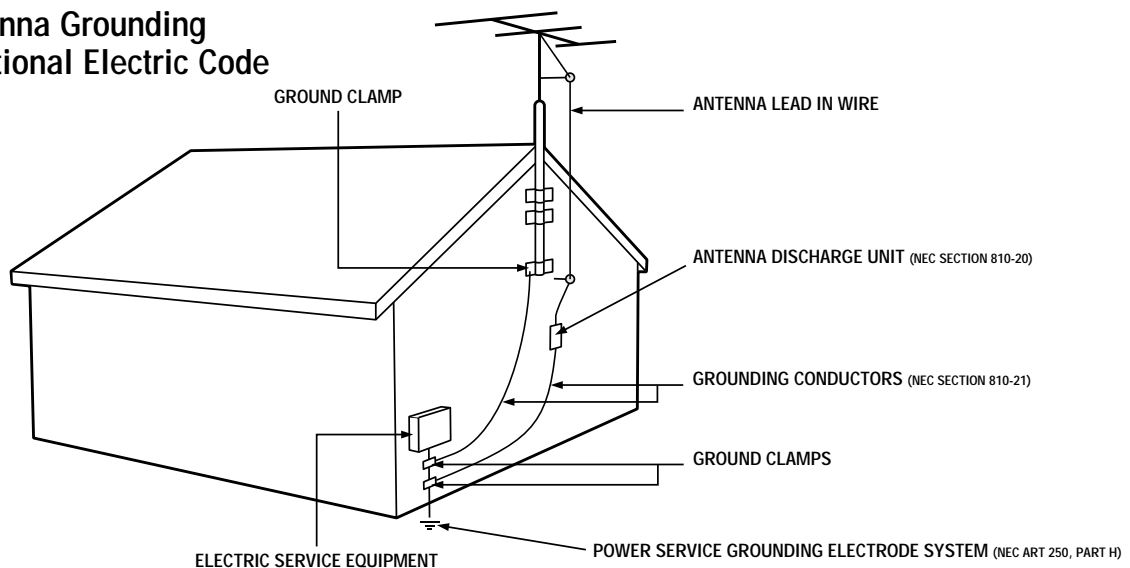 nna Grounding
tional Electric Code
GROUND CLAMP
ANTENNA LEAD IN WIRE
ANTENNA DISCHARGE UNIT (NEC SECTION 810-20)
GROUNDING CONDUCTORS (NEC SECTION 810-21)
GROUND CLAMPS
ELECTRIC SERVICE EQUIPMENT
POWER SERVICE GROUNDING ELECTRODE SYSTEM (NEC ART 250, PART H)